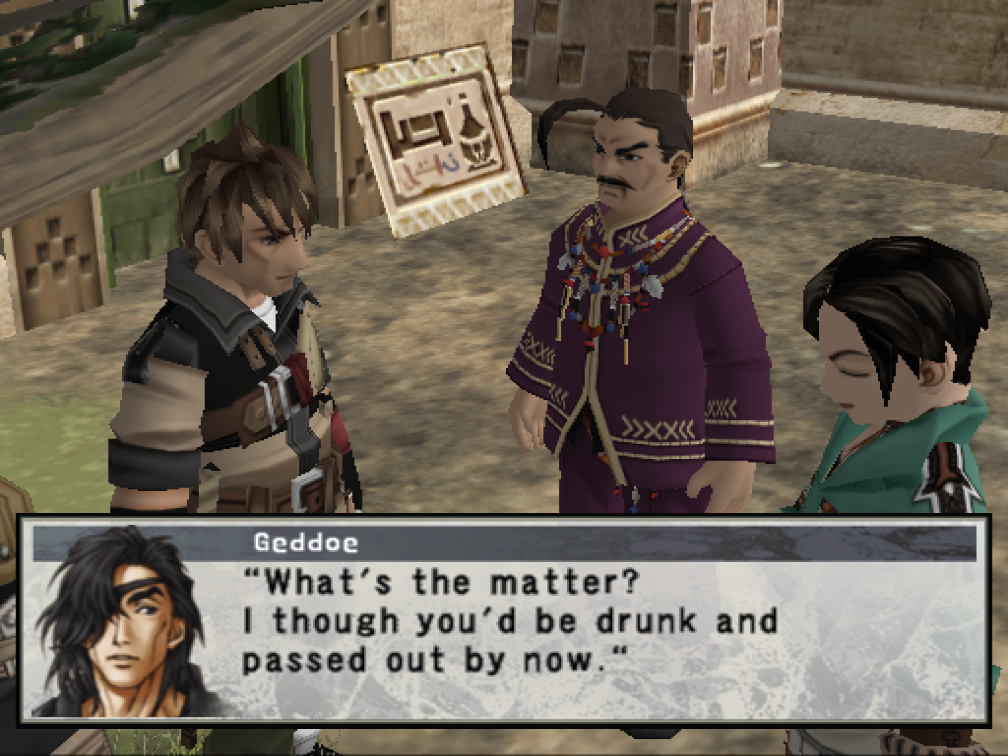 Geddoe
“What's the matter?
I though you'd be drunk and
passed out by now.“